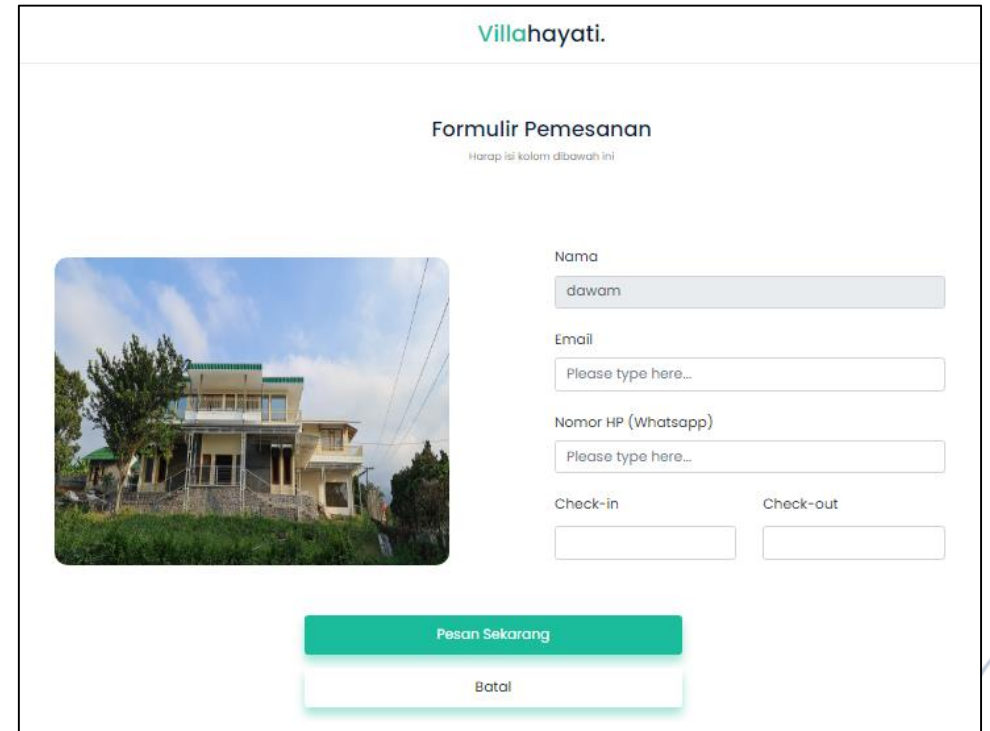 Villahayati.
Formulir Pemesanan
Harap isi kolom dibawah ini
Nama
dawam
Email
Please type here...
Nomor HP (Whatsapp)
Please type here...
Check-in
Check-out
Pesan Sekarang
Batal